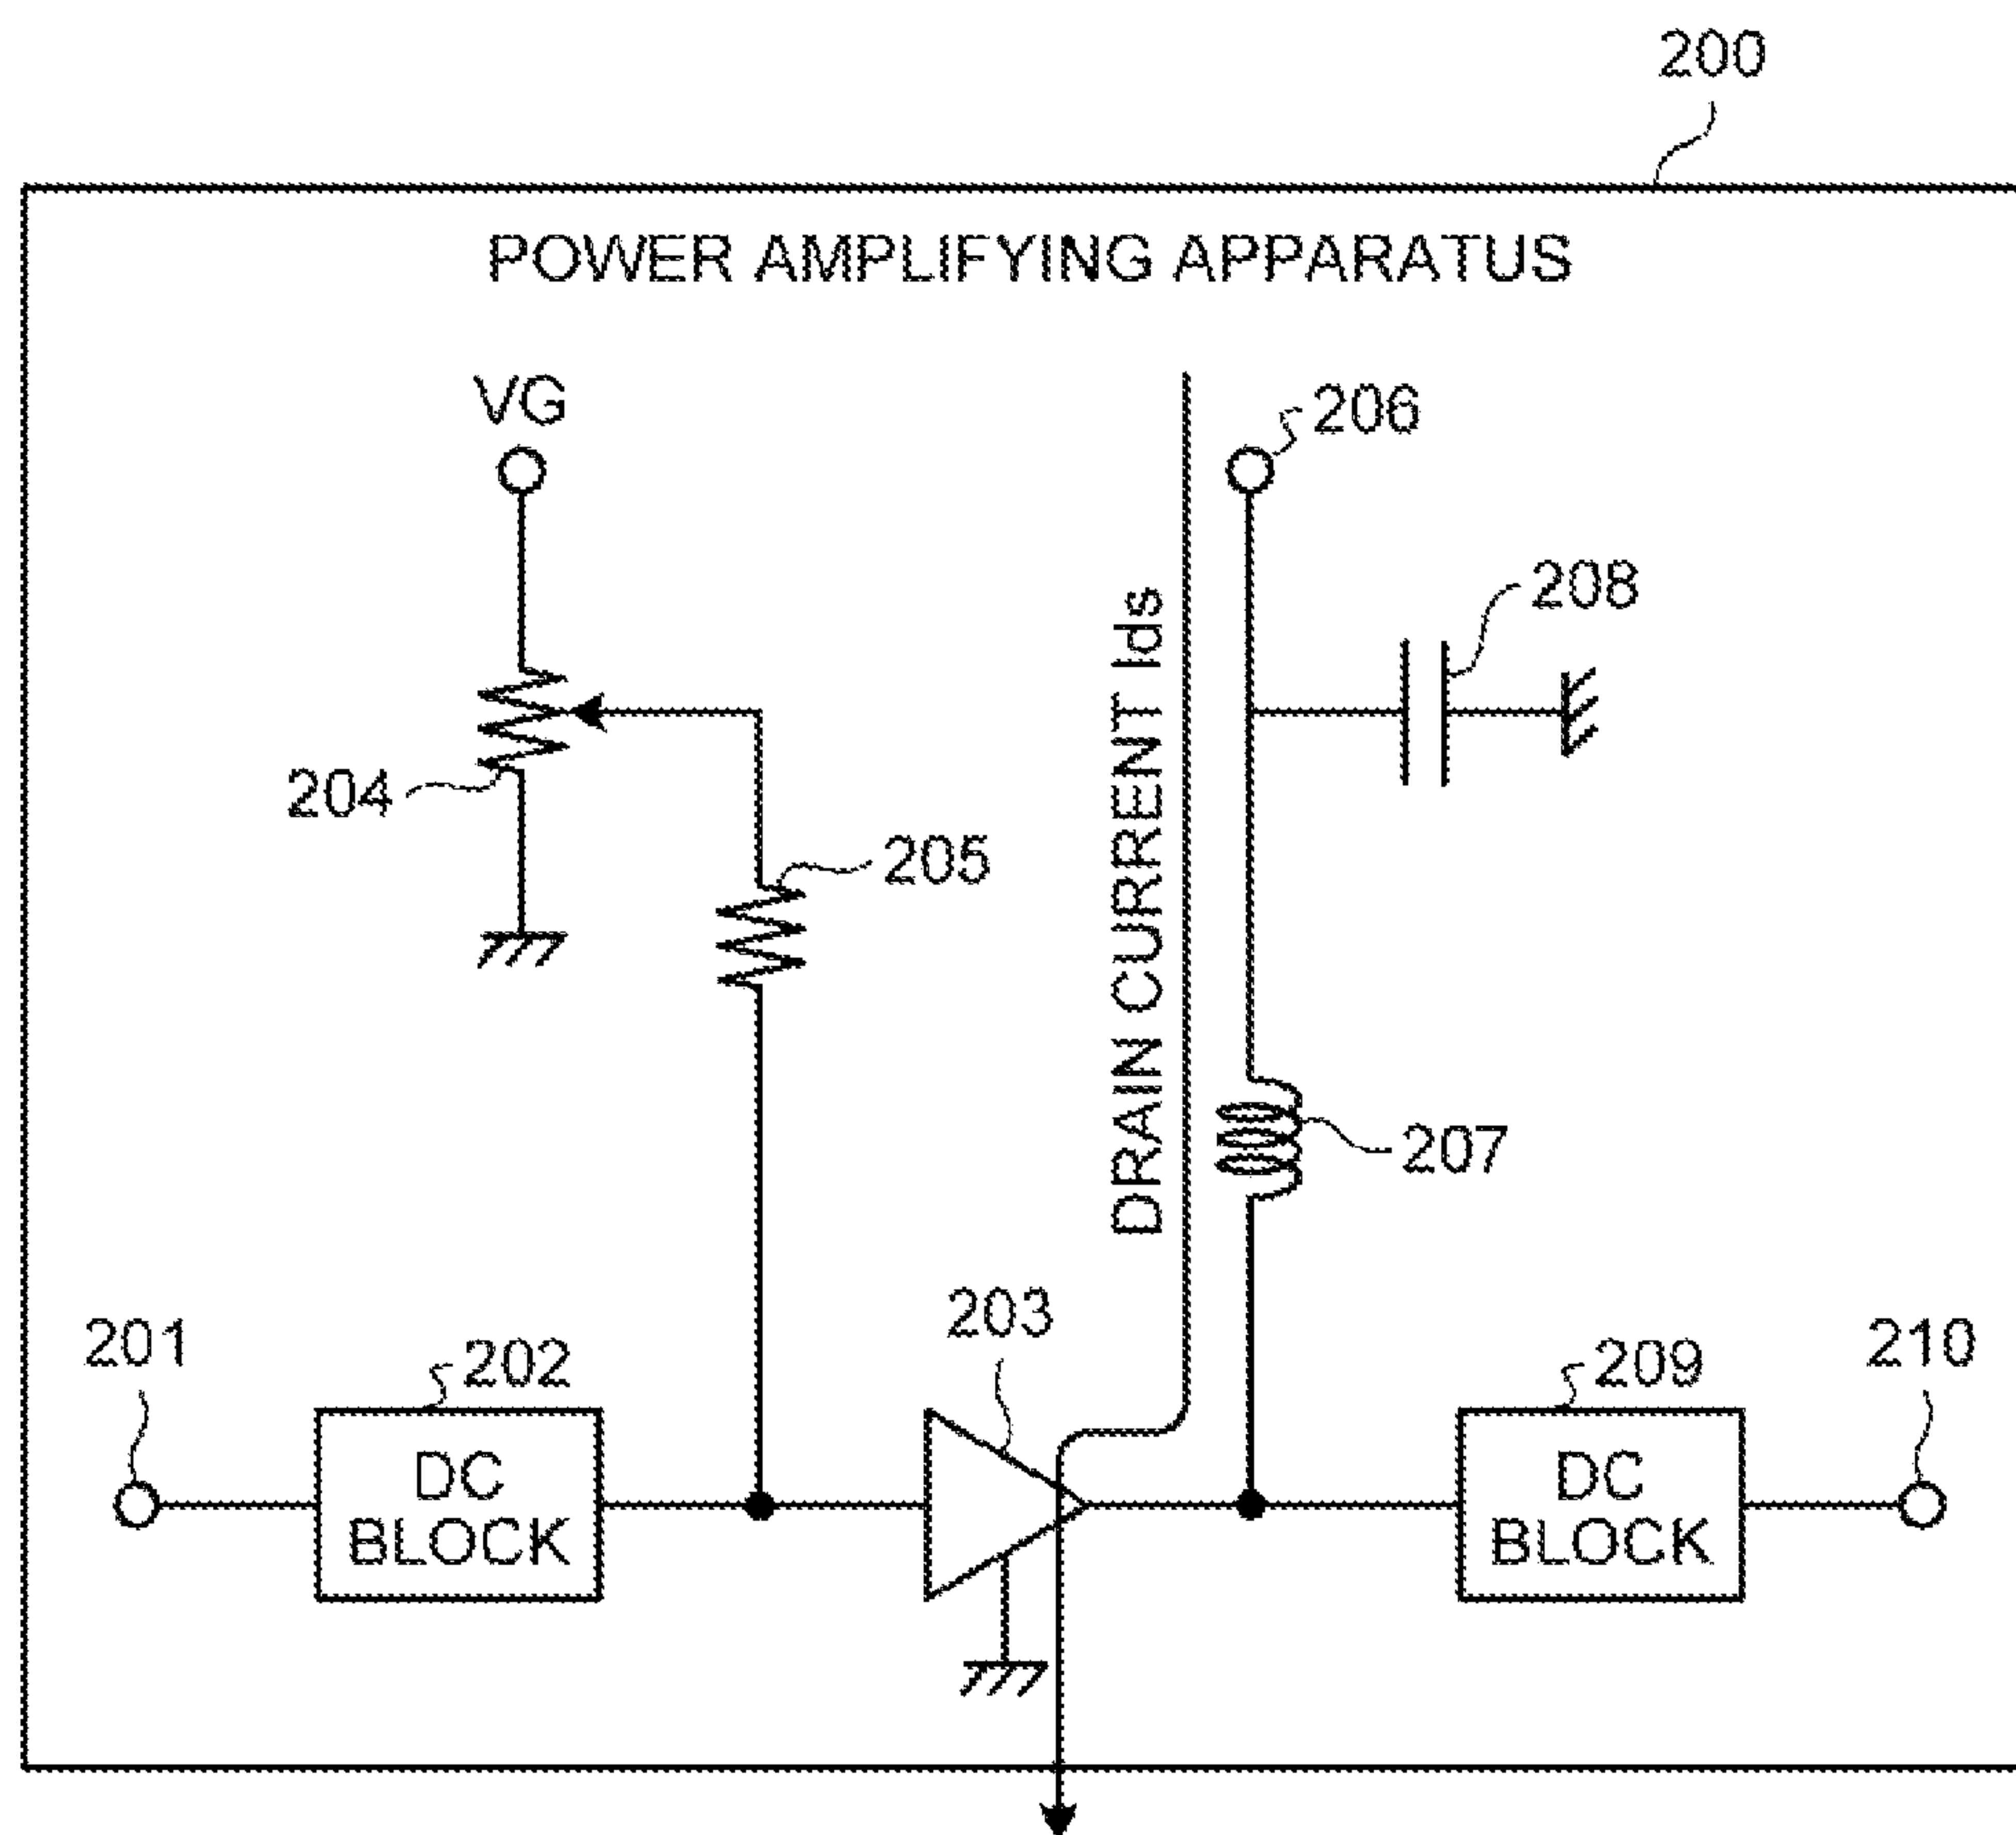 200
POWER AMPLIFYING APPARATUS
VG
206
208
204
205
DRAIN CURRENT Ids
207
203
201
202
209
210
DC
BLOCK
DC
BLOCK